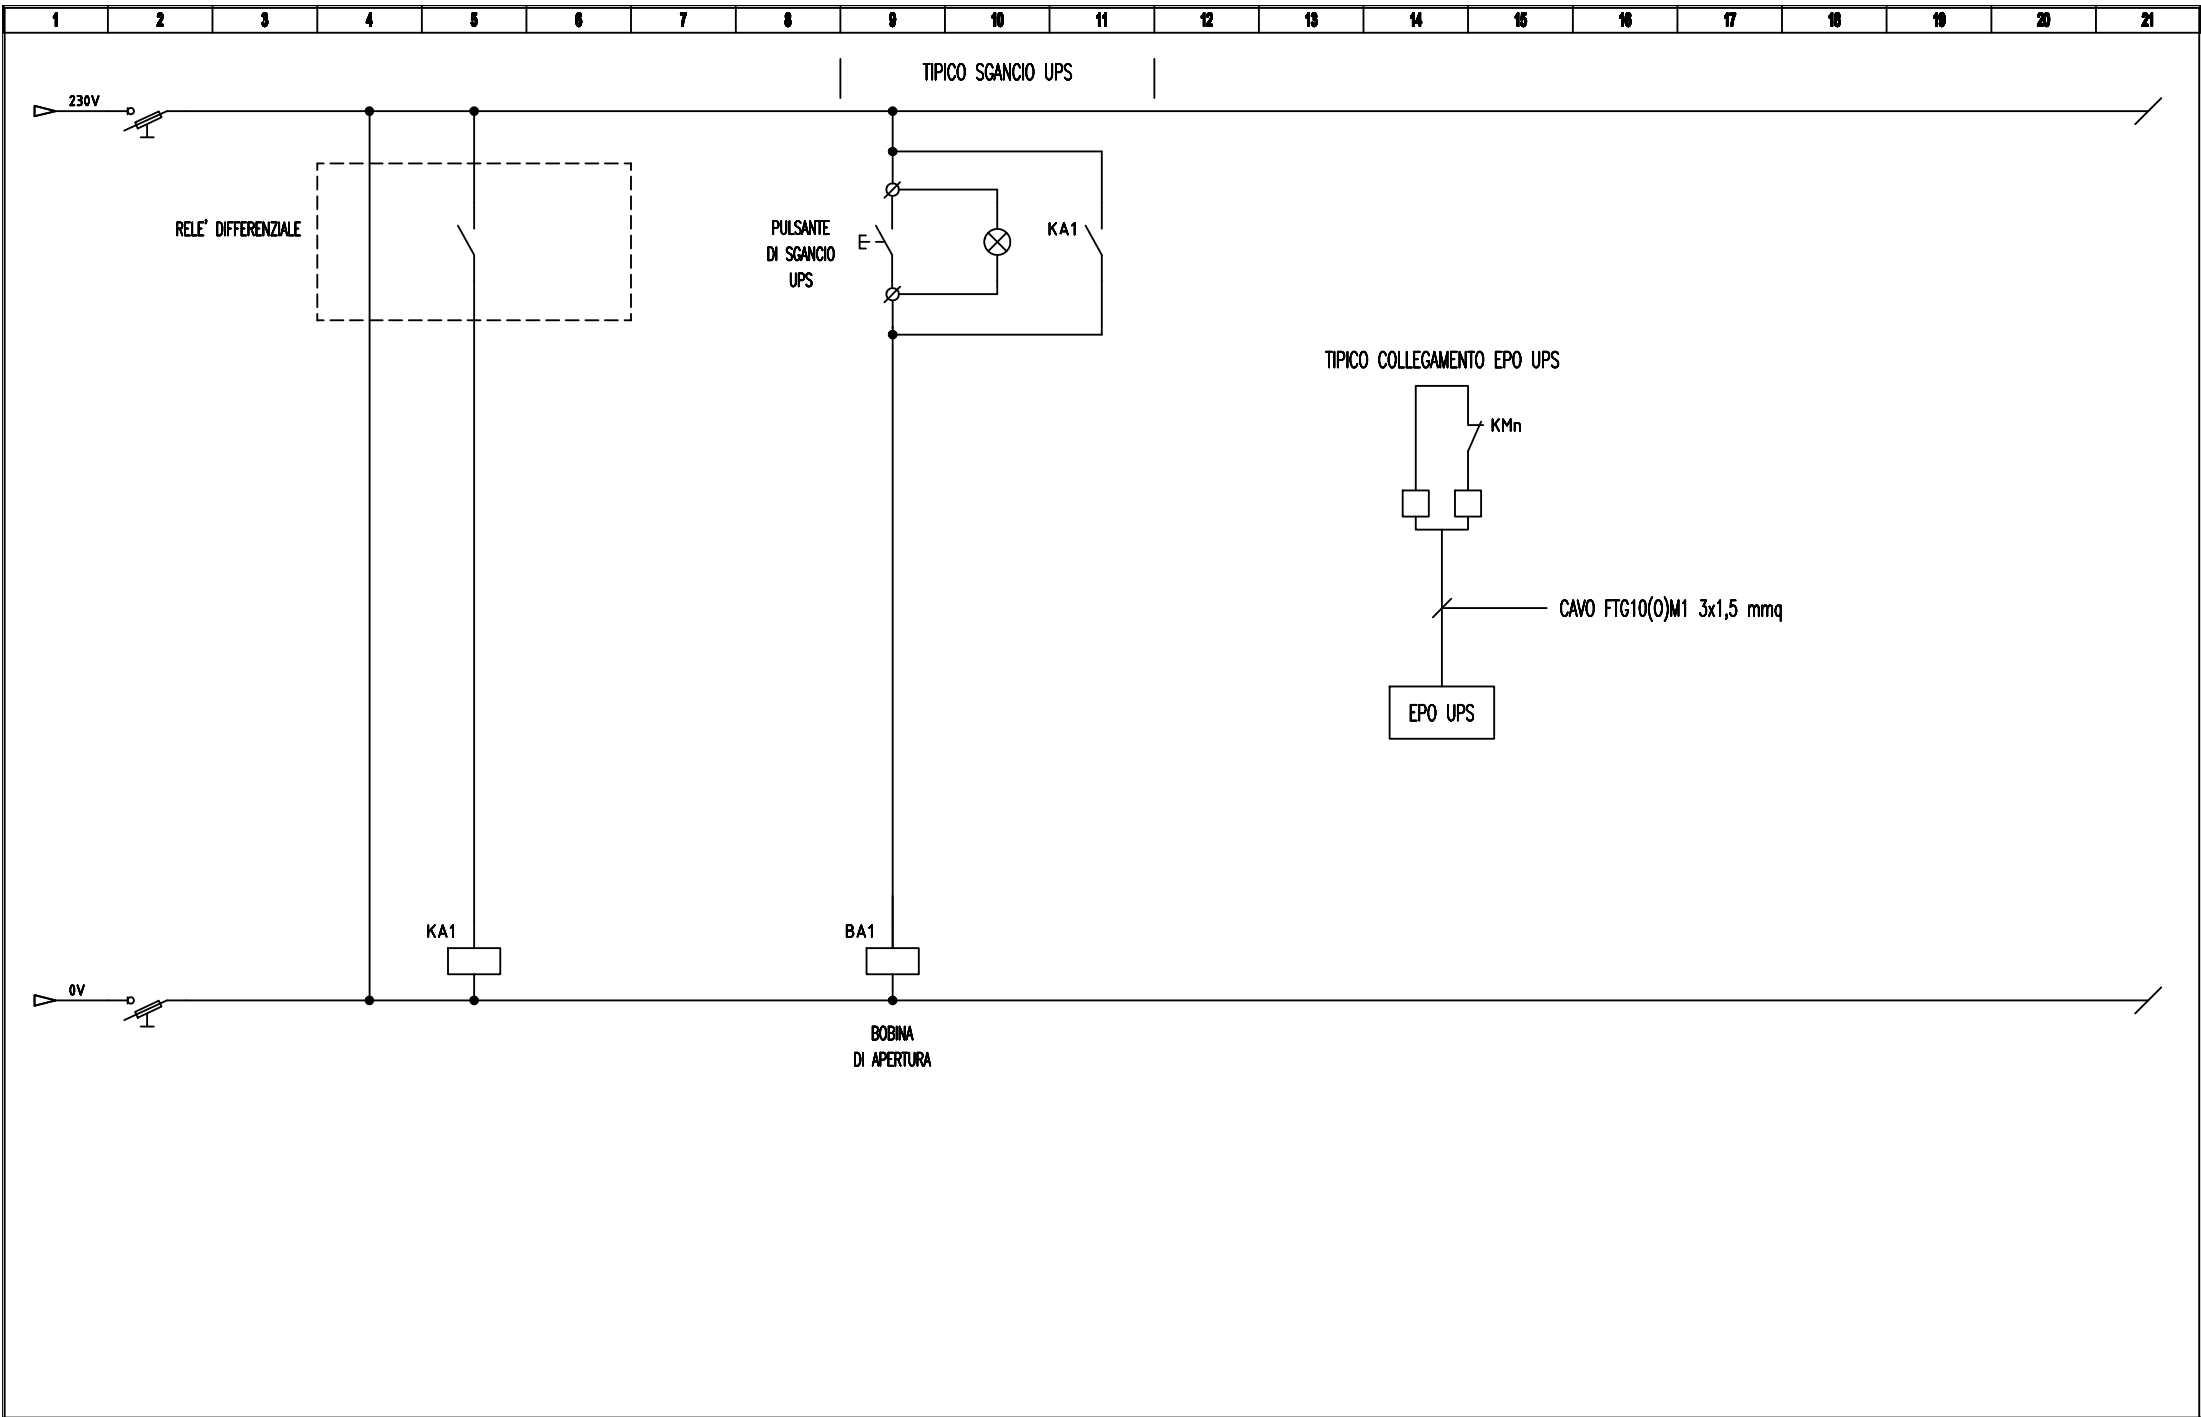 1 2 3 4 5 6 7 8 9 10 11 12 13 14 15 16 17 18 19 20 21
TIPICO SGANCIO UPS
230V
RELE' DIFFERENZIALE
PULSANTE
DI SGANCIO
UPS
KA1
TIPICO COLLEGAMENTO EPO UPS
KMn
CAVO FTG10(O)M1 3x1,5 mmq
EPO UPS
KA1
BA1
0V
BOBINA
DI APERTURA